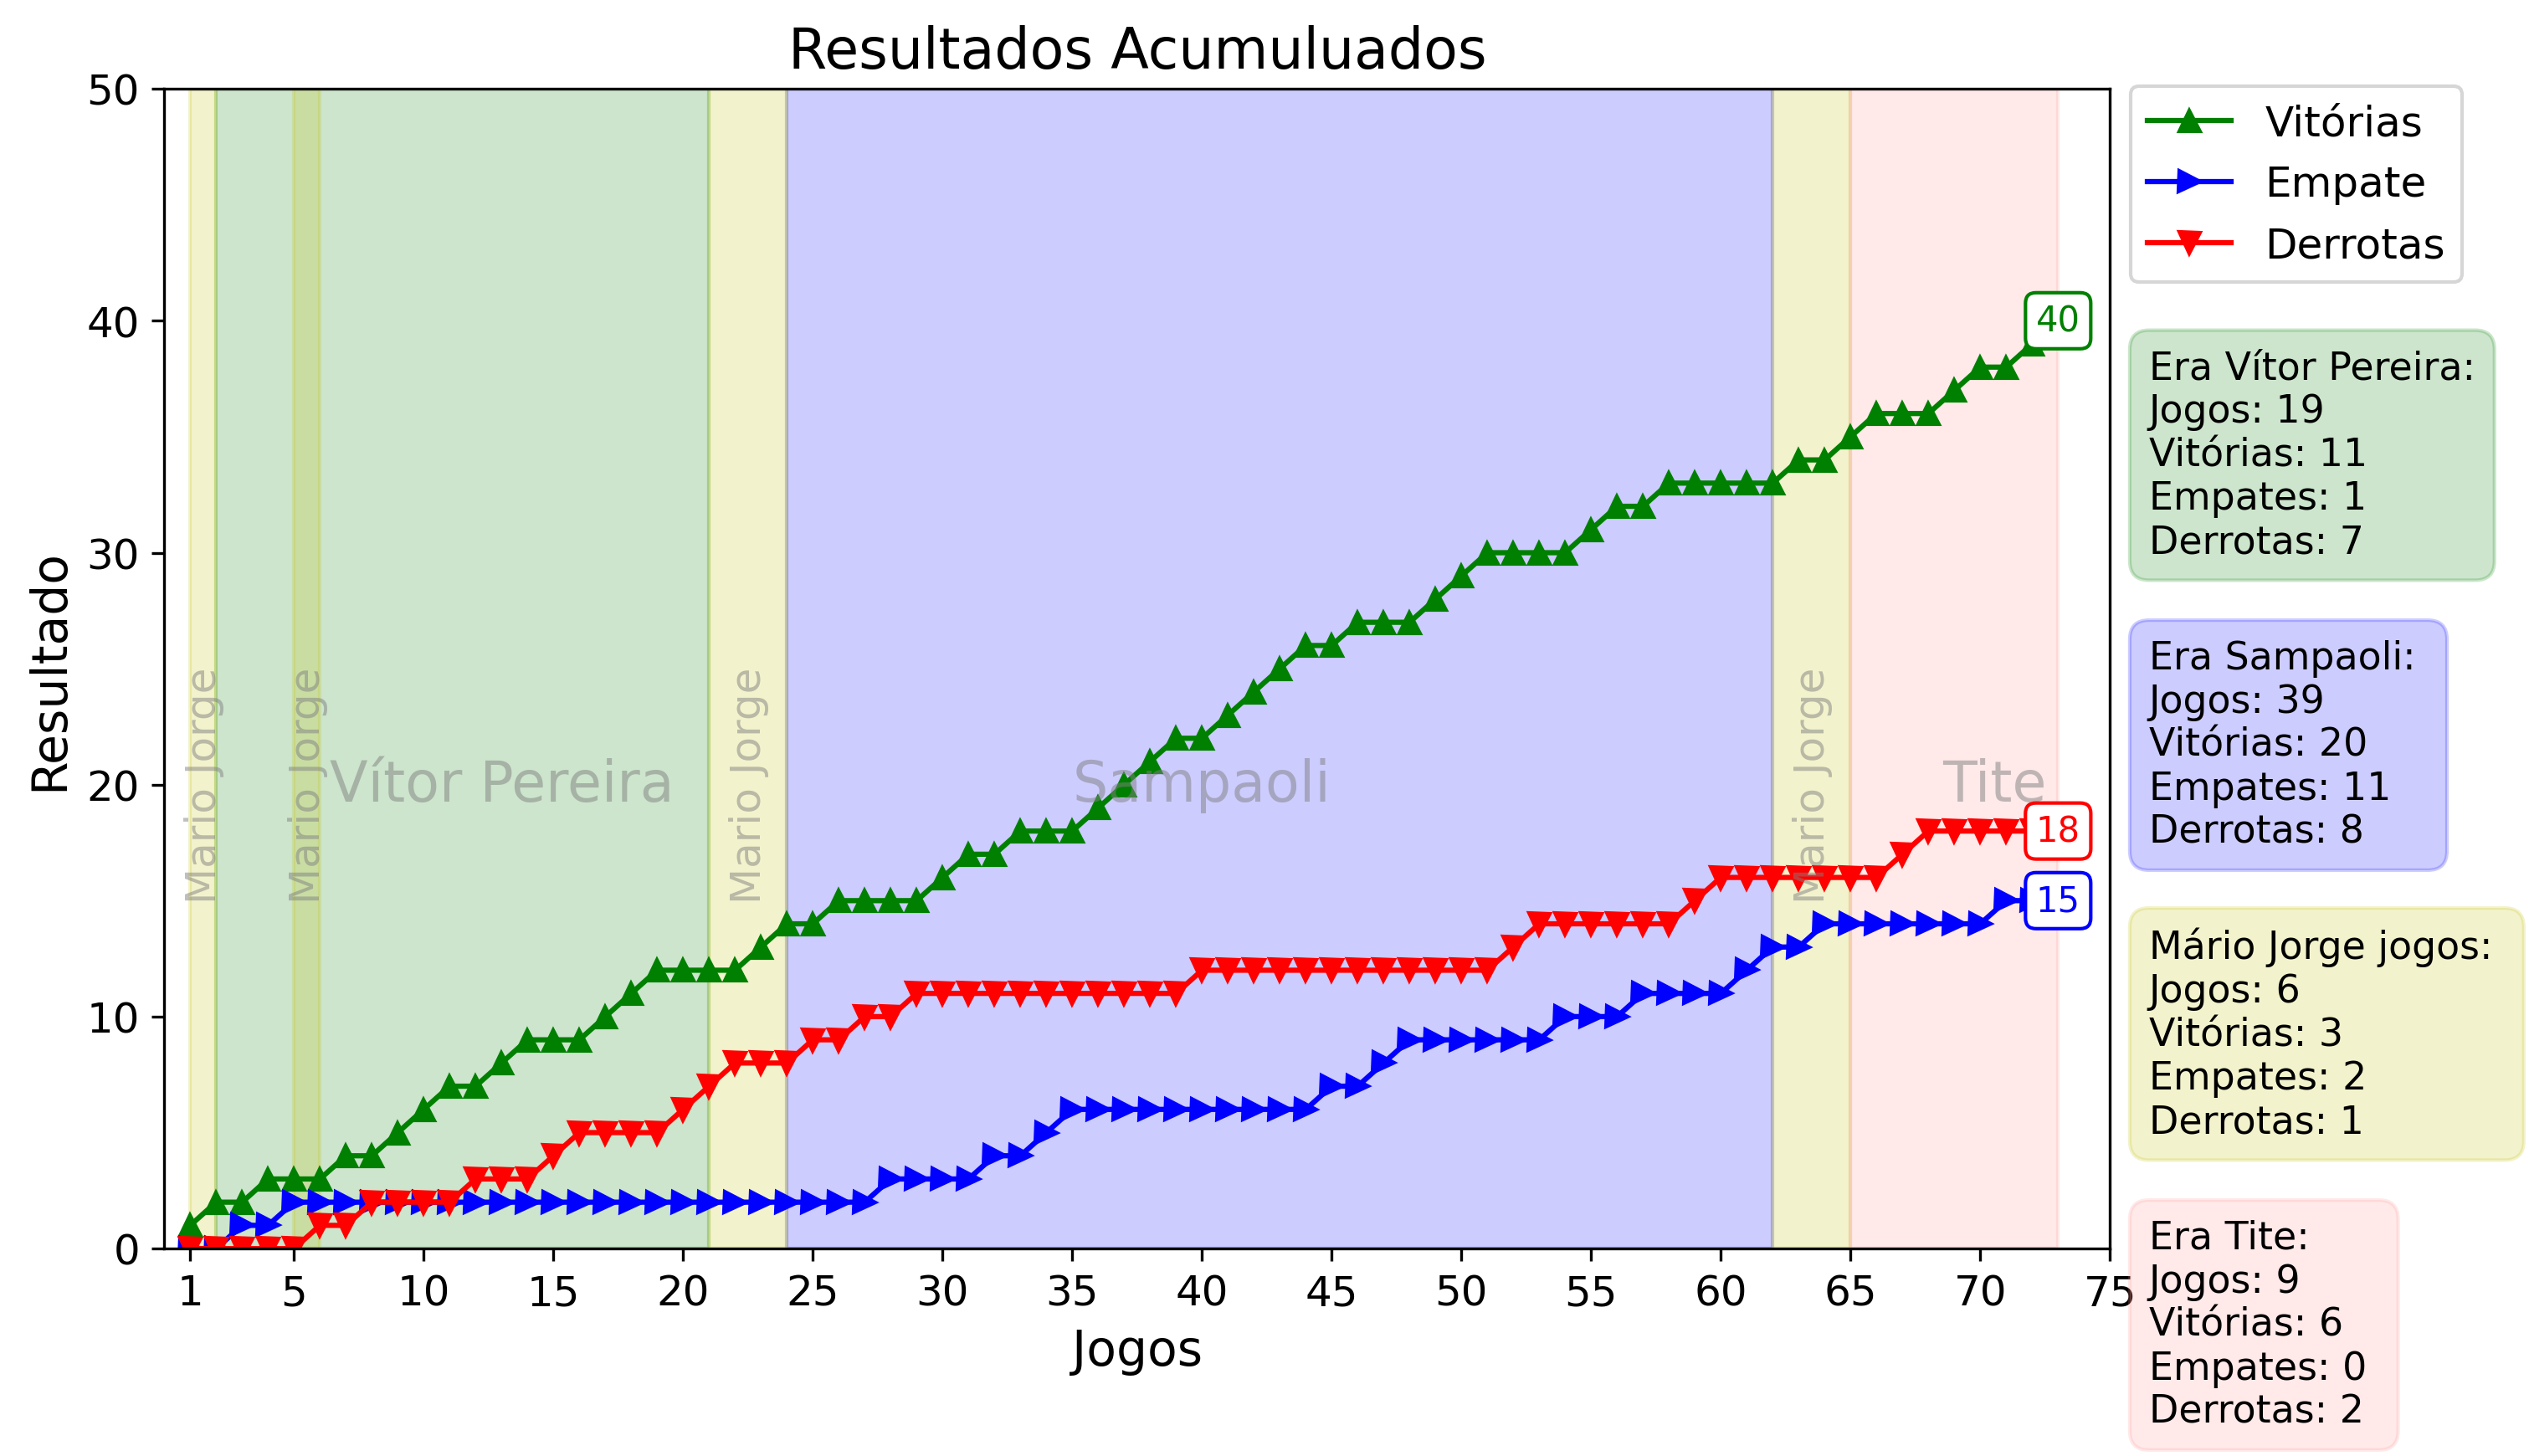 Resultados Acumuluados
Resultado
50
40
30
20
10
0
1 5 10 15 20 25 30 35 40 45 50 55 60 65 70 75
Jogos
Mario Jorge
Mario Jorge
Vítor Pereira
Mario Jorge
Sampaoli
Mario Jorge
Tite
40
18
15
Vitórias
Empate
Derrotas
Era Vítor Pereira:
Jogos: 19
Vitórias: 11
Empates: 1
Derrotas: 7
Era Sampaoli:
Jogos: 39
Vitórias: 20
Empates: 11
Derrotas: 8
Mário Jorge jogos:
Jogos: 6
Vitórias: 3
Empates: 2
Derrotas: 1
Era Tite:
Jogos: 9
Vitórias: 6
Empates: 0
Derrotas: 2